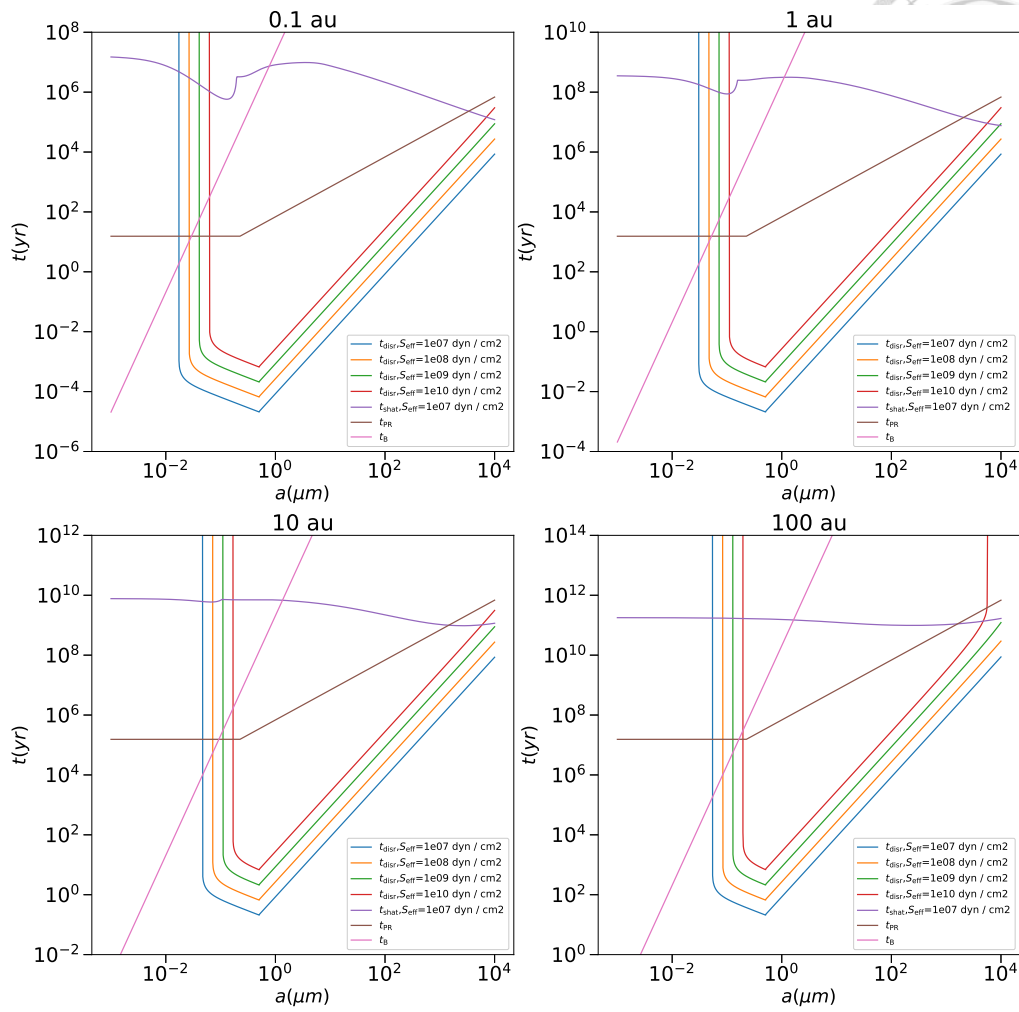 0.1 au
10^8
10^6
10^4
10^2
10^0
10^−2
10^−4
10^−6
t(yr)
t_disr,S_eff=1e07 dyn / cm2
t_disr,S_eff=1e08 dyn / cm2
t_disr,S_eff=1e09 dyn / cm2
t_disr,S_eff=1e10 dyn / cm2
t_shat,S_eff=1e07 dyn / cm2
t_PR
t_B
10^−2 10^0 10^2 10^4
a(μm)
1 au
10^10
10^8
10^6
10^4
10^2
10^0
10^−2
10^−4
t(yr)
t_disr,S_eff=1e07 dyn / cm2
t_disr,S_eff=1e08 dyn / cm2
t_disr,S_eff=1e09 dyn / cm2
t_disr,S_eff=1e10 dyn / cm2
t_shat,S_eff=1e07 dyn / cm2
t_PR
t_B
10^−2 10^0 10^2 10^4
a(μm)
10 au
10^12
10^10
10^8
10^6
10^4
10^2
10^0
10^−2
t(yr)
t_disr,S_eff=1e07 dyn / cm2
t_disr,S_eff=1e08 dyn / cm2
t_disr,S_eff=1e09 dyn / cm2
t_disr,S_eff=1e10 dyn / cm2
t_shat,S_eff=1e07 dyn / cm2
t_PR
t_B
10^−2 10^0 10^2 10^4
a(μm)
100 au
10^14
10^12
10^10
10^8
10^6
10^4
10^2
10^0
t(yr)
t_disr,S_eff=1e07 dyn / cm2
t_disr,S_eff=1e08 dyn / cm2
t_disr,S_eff=1e09 dyn / cm2
t_disr,S_eff=1e10 dyn / cm2
t_shat,S_eff=1e07 dyn / cm2
t_PR
t_B
10^−2 10^0 10^2 10^4
a(μm)